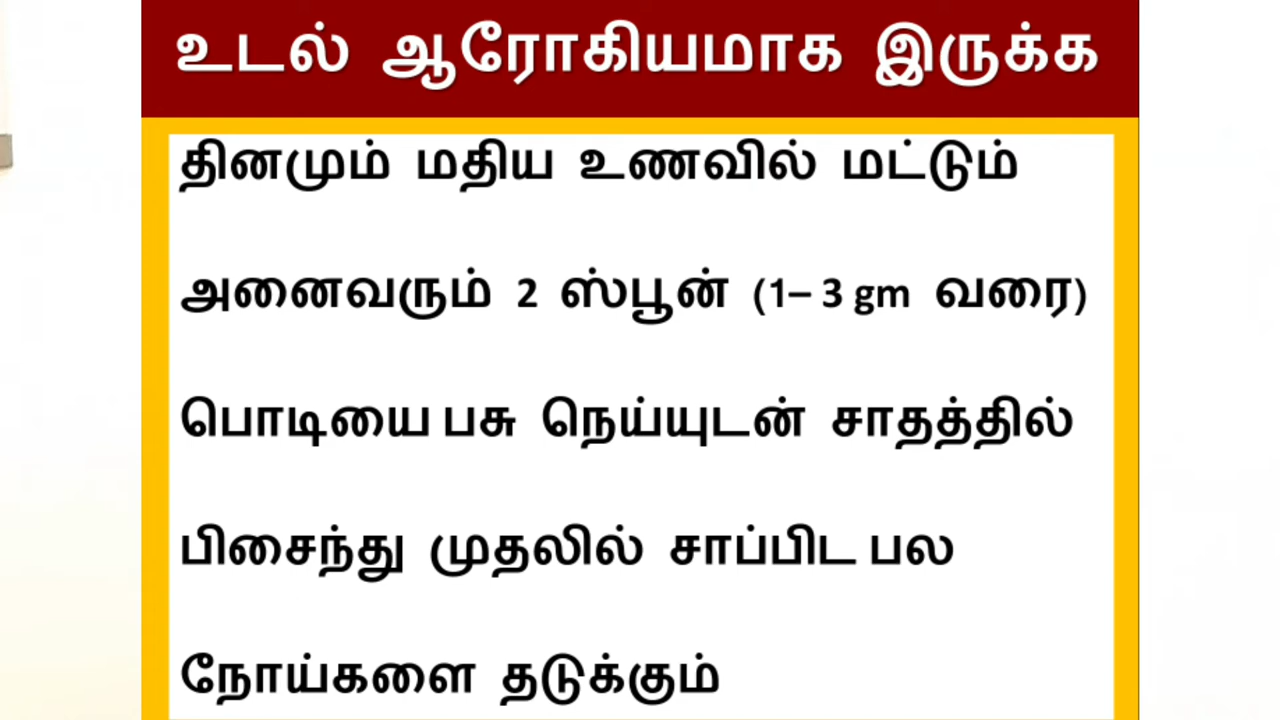 உடல் ஆரோகியமாக இருக்க
தினமும் மதிய உணவில் மட்டும்
அனைவரும் 2 ஸ்பூன் (1– 3 gm வரை)
பொடியை பசு நெய்யுடன் சாதத்தில்
பிசைந்து முதலில் சாப்பிட பல
நோய்களை தடுக்கும்